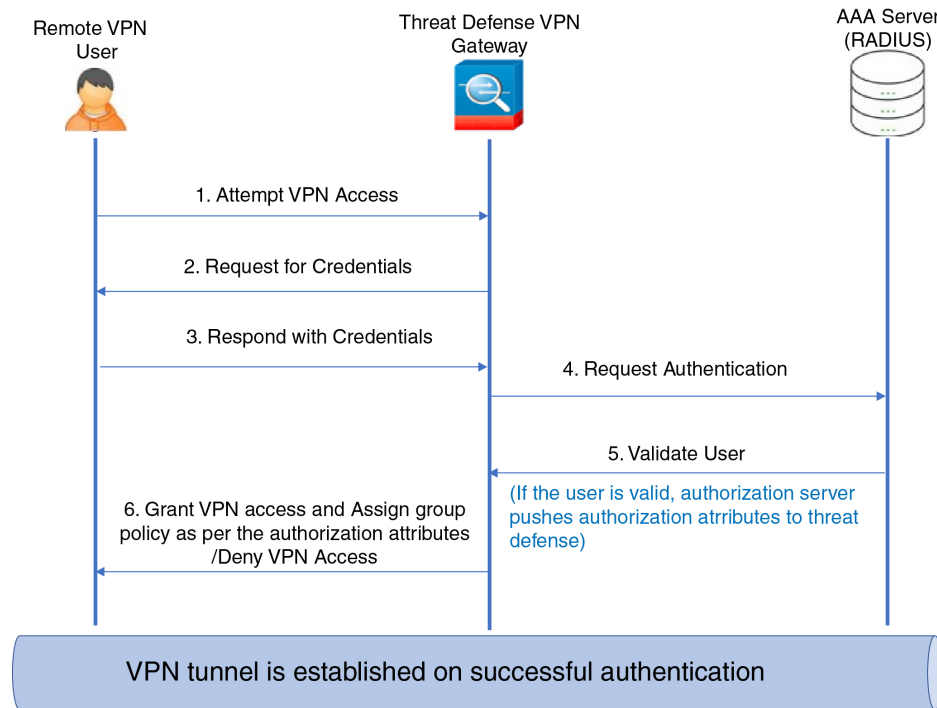 Remote VPN
User
Threat Defense VPN
Gateway
AAA Server
(RADIUS)
1. Attempt VPN Access
2. Request for Credentials
3. Respond with Credentials
4. Request Authentication
5. Validate User
(If the user is valid, authorization server
pushes authorization atrributes to threat
defense)
6. Grant VPN access and Assign group
policy as per the authorization attributes
/Deny VPN Access
VPN tunnel is established on successful authentication